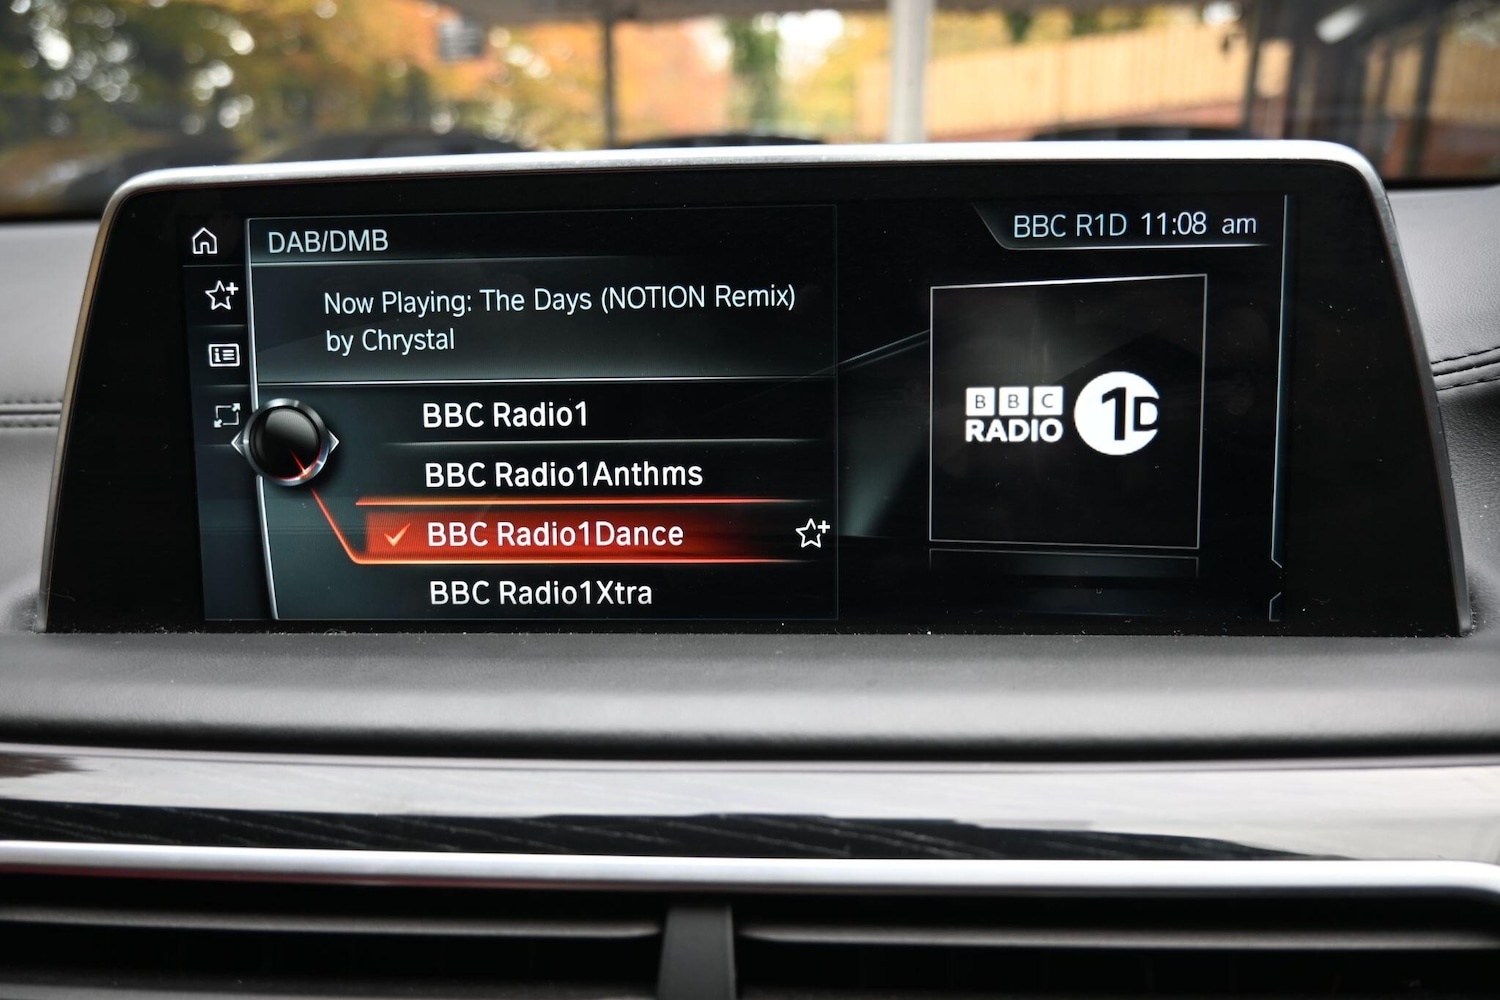 DAB/DMB
BBC R1D 11:08 am
Now Playing: The Days (NOTION Remix)
by Chrystal
BBC Radio1
BBC Radio1Anthms
BBC Radio1Dance
BBC Radio1Xtra
BBC
RADIO 1D